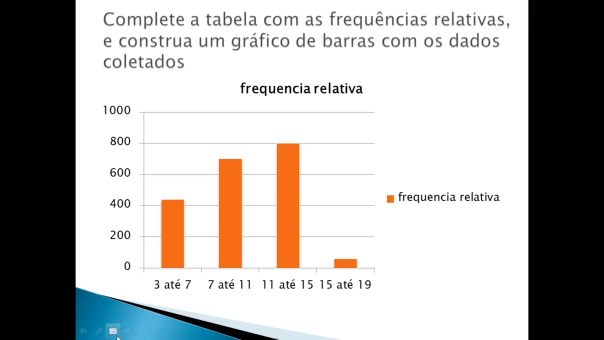 Complete a tabela com as frequências relativas,
e construa um gráfico de barras com os dados
coletados
frequencia relativa
1000
800
600
400
200
0
3 até 7 7 até 11 11 até 15 15 até 19
frequencia relativa